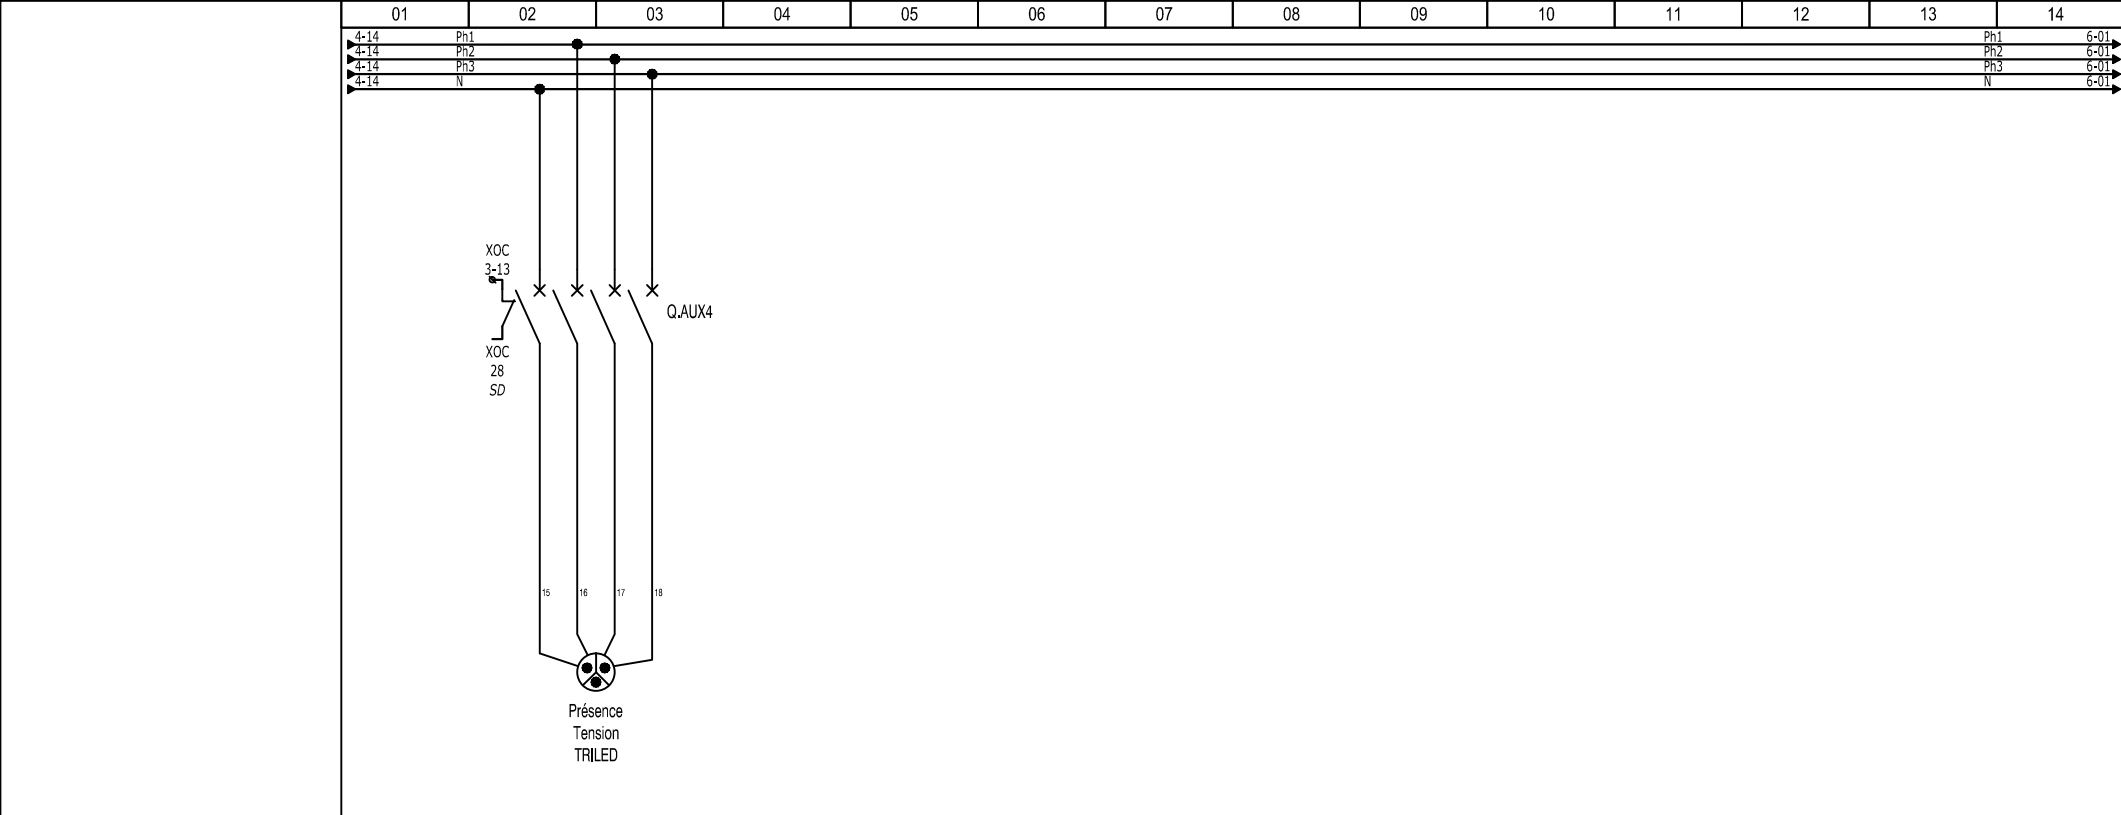 01 02 03 04 05 06 07 08 09 10 11 12 13 14
4-14 Ph1 Ph1 6-01
4-14 Ph2 Ph2 6-01
4-14 Ph3 Ph3 6-01
4-14 N N 6-01
XOC
3-13
Q.AUX4
XOC
28
SD
15 16 17 18
Présence
Tension
TRILED